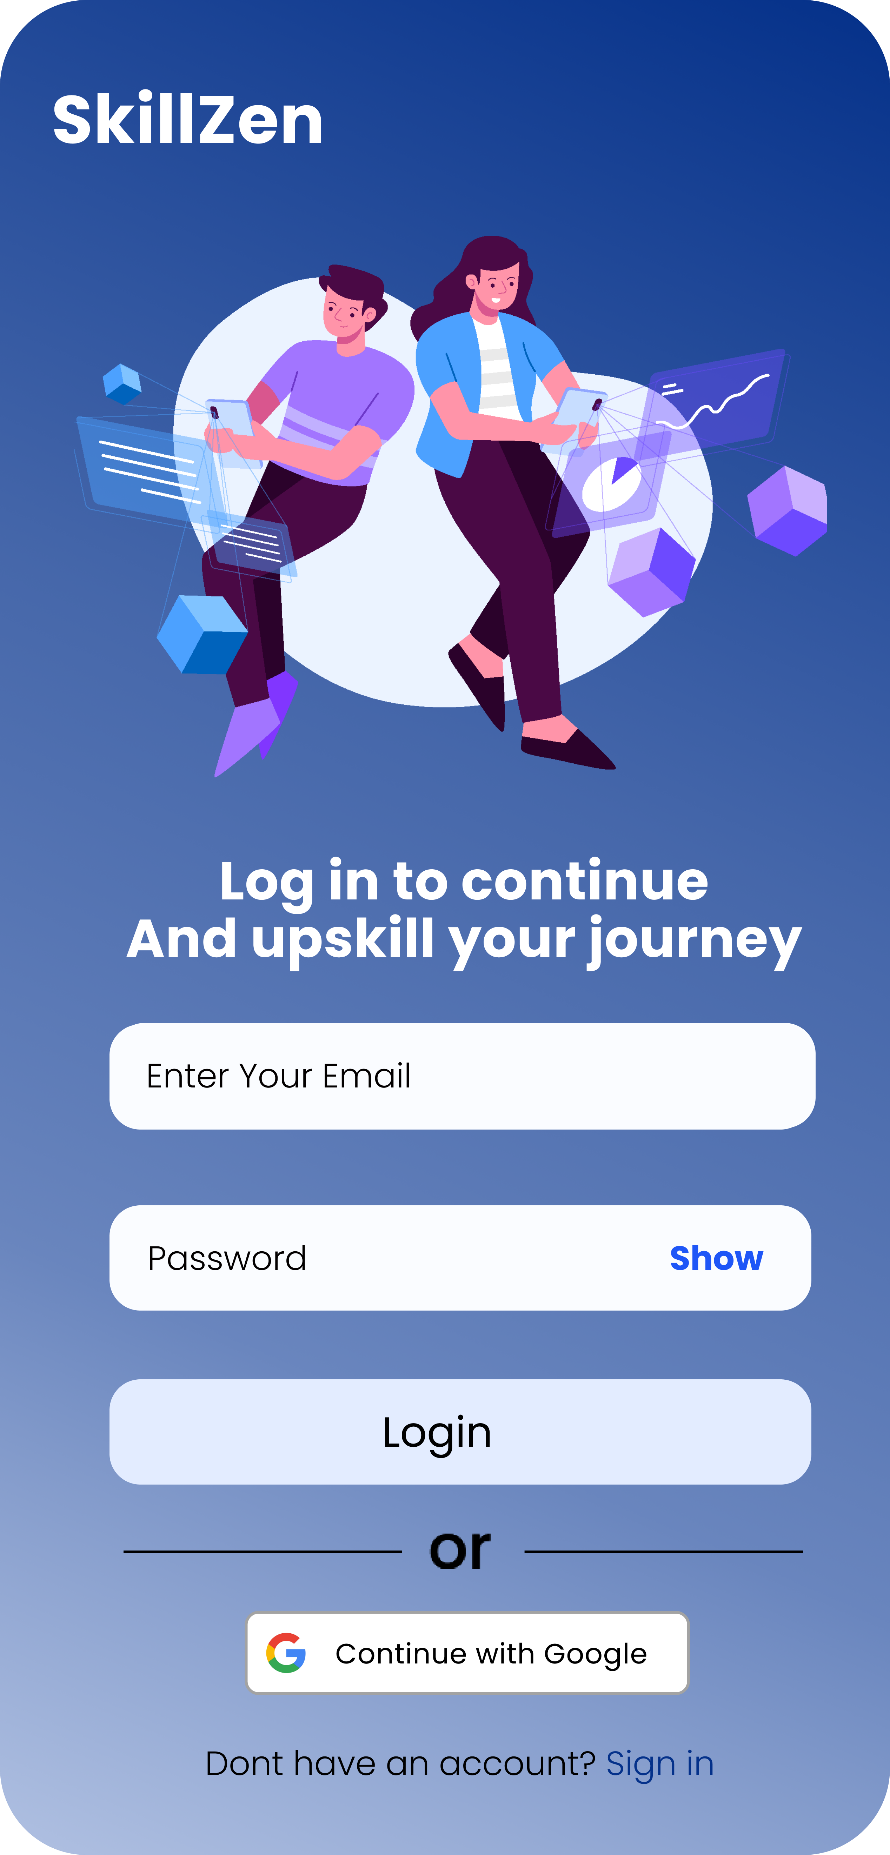 SkillZen
Log in to continue
And upskill your journey
Enter Your Email
Password Show
Login
or
Continue with Google
Dont have an account? Sign in